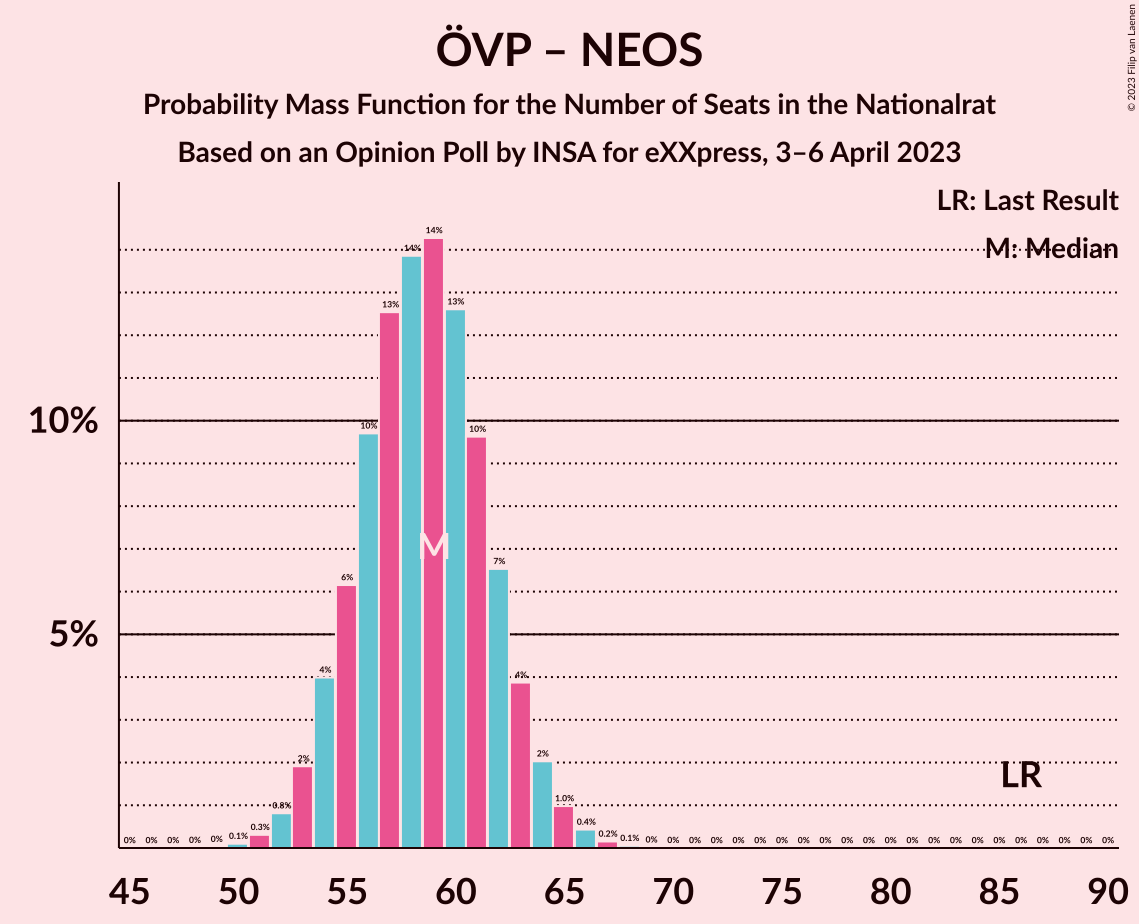 ÖVP – NEOS
Probability Mass Function for the Number of Seats in the Nationalrat
Based on an Opinion Poll by INSA for eXXpress, 3–6 April 2023
© 2023 Filip van Laenen
LR: Last Result
M: Median
10%
5%
0% 0% 0% 0% 0% 0.1% 0.3% 0.8% 2% 4% 6% 10% 13% 14% 14% 13% 10% 7% 4% 2% 1.0% 0.4% 0.2% 0.1% 0% 0% 0% 0% 0% 0% 0% 0% 0% 0% 0% 0% 0% 0% 0% 0% 0% 0% 0% 0% 0% 0%
M
LR
45 50 55 60 65 70 75 80 85 90